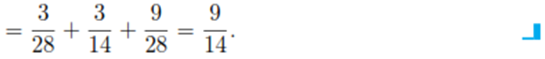 = 3/28 + 3/14 + 9/28 = 9/14.